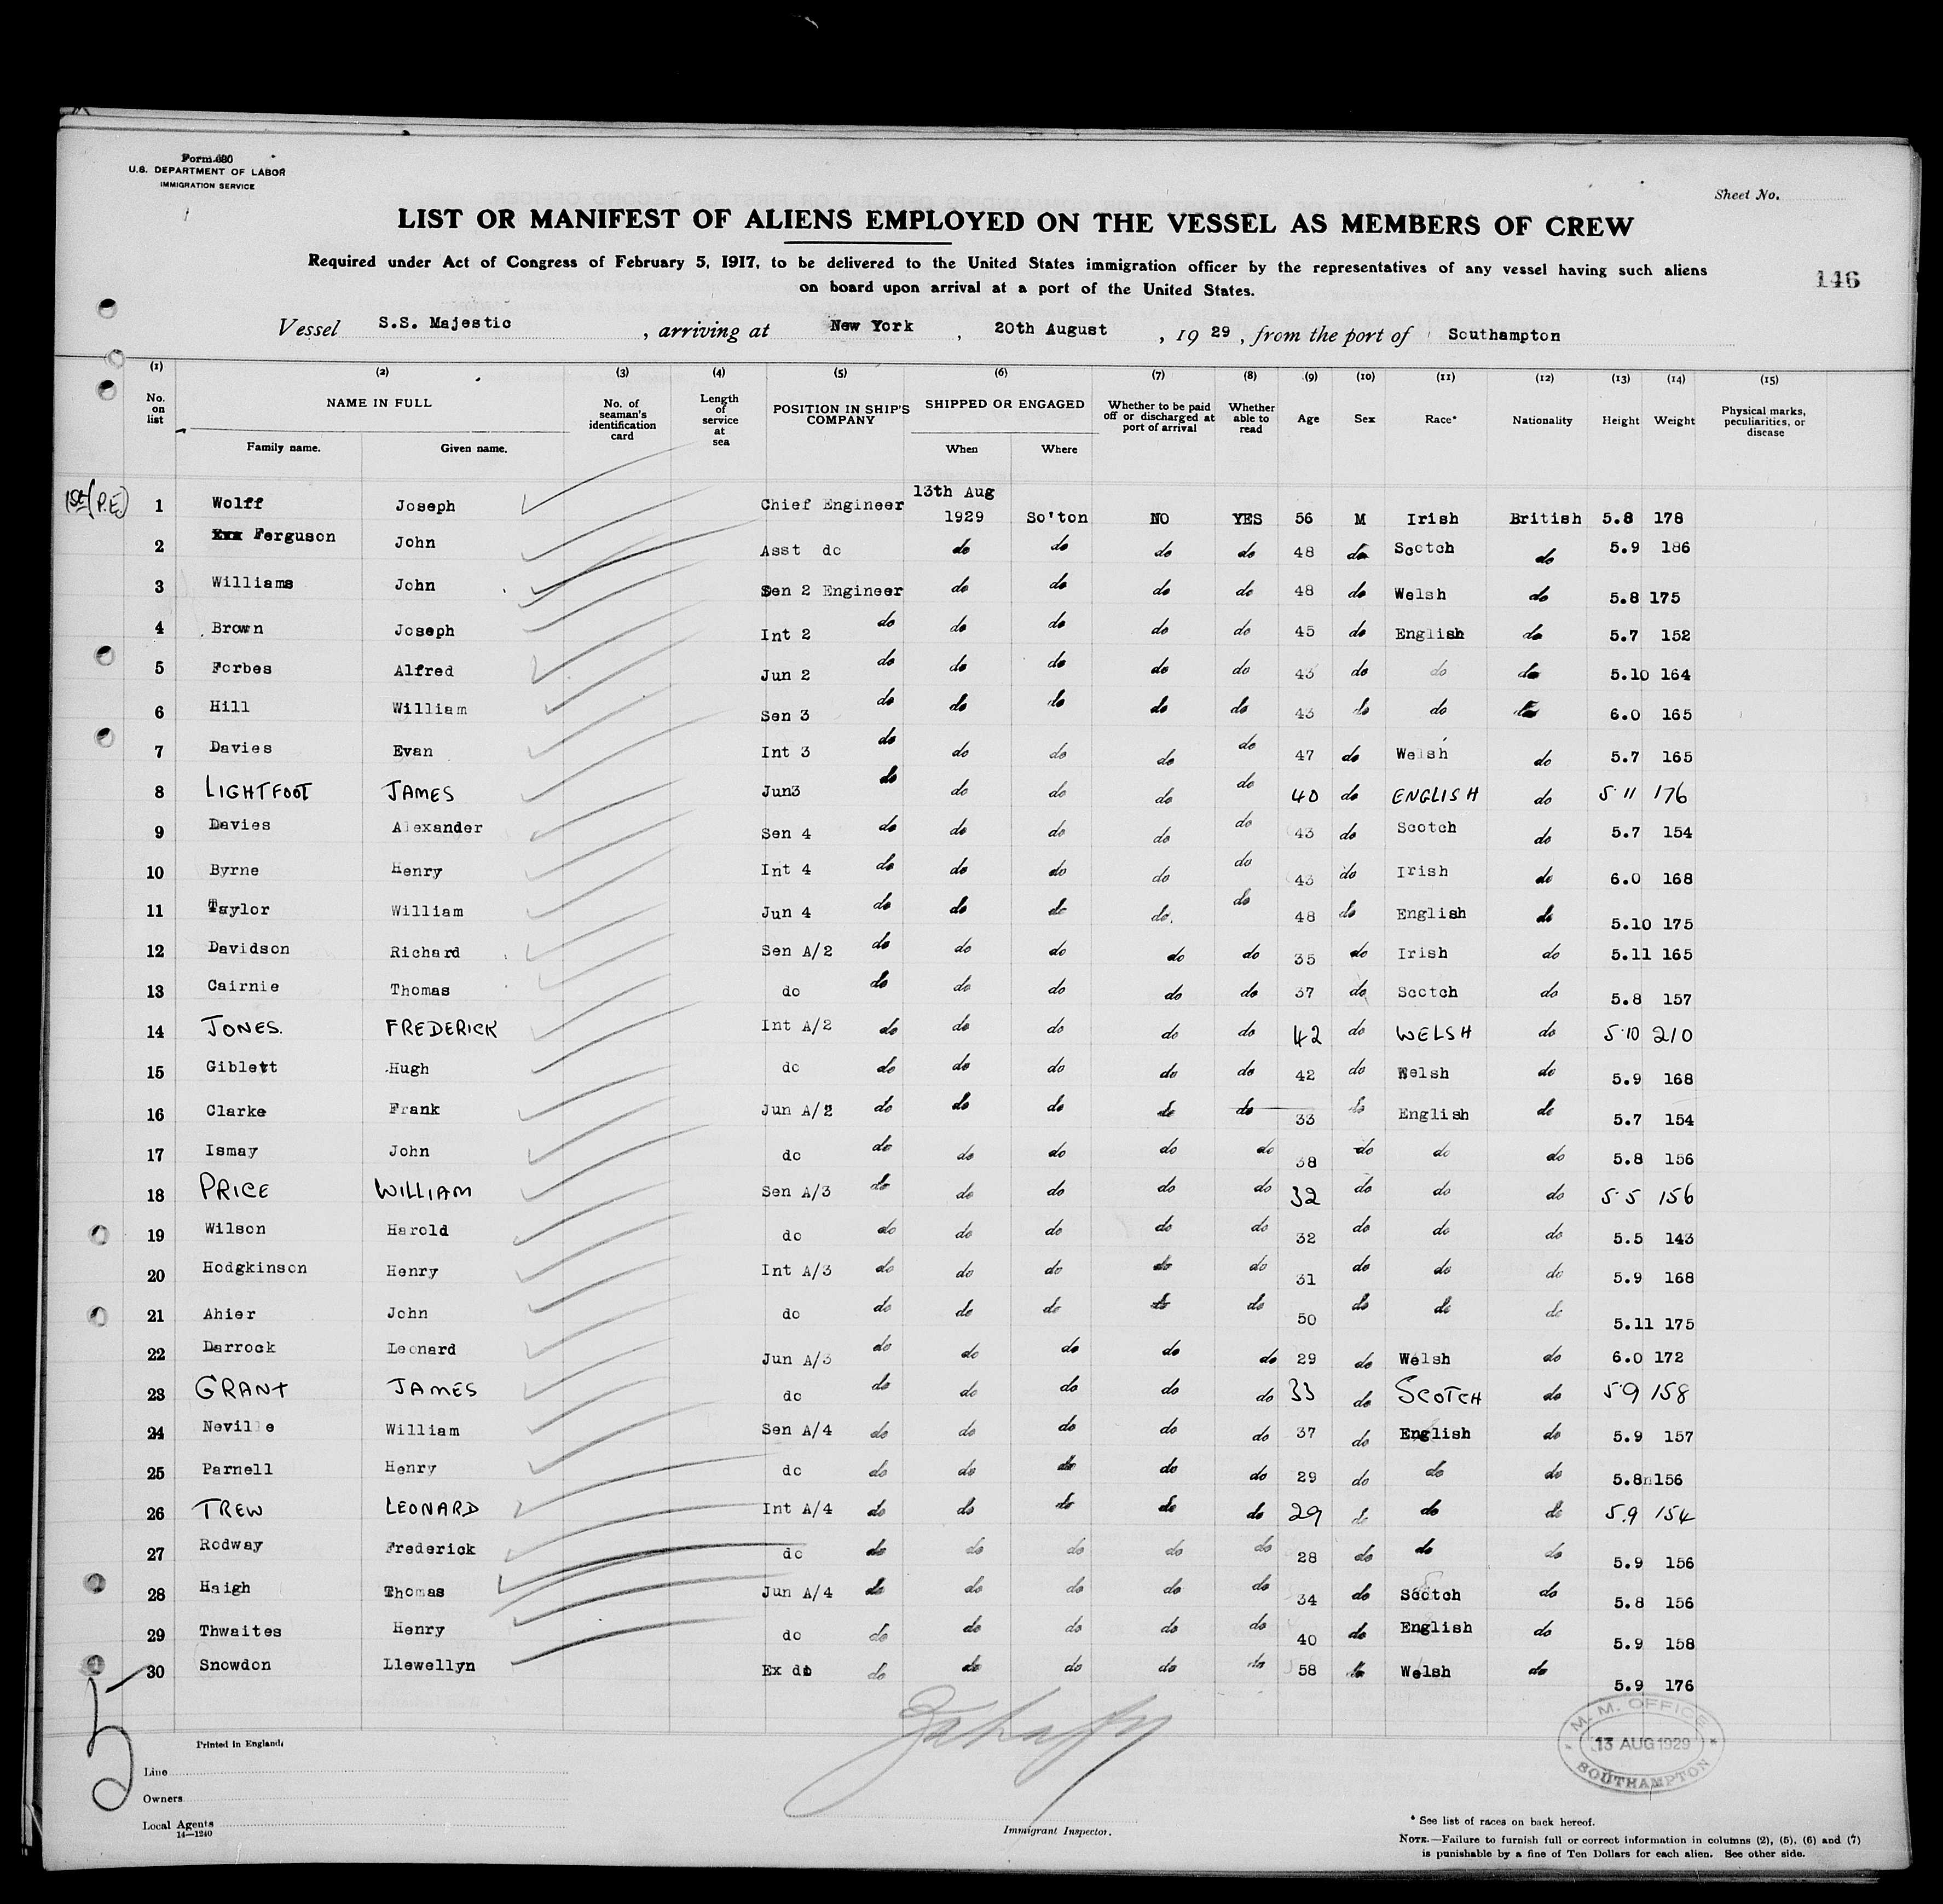 Form 680
U.S. DEPARTMENT OF LABOR
IMMIGRATION SERVICE
Sheet No.
LIST OR MANIFEST OF ALIENS EMPLOYED ON THE VESSEL AS MEMBERS OF CREW
Required under Act of Congress of February 5, 1917, to be delivered to the United States immigration officer by the representatives of any vessel having such aliens
on board upon arrival at a port of the United States.
146
Vessel S.S. Majestic , arriving at New York , 20th August , 19 29 , from the port of Southampton
(1) (2) (3) (4) (5) (6) (7) (8) (9) (10) (11) (12) (13) (14) (15)
No. on list NAME IN FULL Family name. Given name. No. of seaman's identification card Length of service at sea POSITION IN SHIP'S COMPANY SHIPPED OR ENGAGED When Where Whether to be paid off or discharged at port of arrival Whether able to read Age Sex Race* Nationality Height Weight Physical marks, peculiarities, or disease
1st (P.E) 1 Wolff Joseph Chief Engineer 13th Aug 1929 So'ton NO YES 56 M Irish British 5.8 178
2 Ferguson John Asst do do do do do 48 do Scotch do 5.9 186
3 Williams John Sen 2 Engineer do do do do 48 do Welsh do 5.8 175
4 Brown Joseph Int 2 do do do do do 45 do English do 5.7 152
5 Forbes Alfred Jun 2 do do do do do 43 do do do 5.10 164
6 Hill William Sen 3 do do do do do 43 do do do 6.0 165
7 Davies Evan Int 3 do do do do do 47 do Welsh do 5.7 165
8 LIGHTFOOT JAMES Jun3 do do do do do 40 do ENGLISH do 5.11 176
9 Davies Alexander Sen 4 do do do do do 43 do Scotch do 5.7 154
10 Byrne Henry Int 4 do do do do do 43 do Irish do 6.0 168
11 Taylor William Jun 4 do do do do. do 48 do English do 5.10 175
12 Davidson Richard Sen A/2 do do do do do 35 do Irish do 5.11 165
13 Cairnie Thomas do do do do do do 37 do Scotch do 5.8 157
14 JONES. FREDERICK Int A/2 do do do do do 42 do WELSH do 5.10 210
15 Giblett Hugh do do do do do do 42 do Welsh do 5.9 168
16 Clarke Frank Jun A/2 do do do do do 33 do English do 5.7 154
17 Ismay John do do do do do do 38 do do do 5.8 156
18 PRICE WILLIAM Sen A/3 do do do do do 32 do do do 5.5 156
19 Wilson Harold do do do do do do 32 do do do 5.5 143
20 Hodgkinson Henry Int A/3 do do do do do 31 do do do 5.9 168
21 Ahier John do do do do do do 50 do do do 5.11 175
22 Darrock Leonard Jun A/3 do do do do do 29 do Welsh do 6.0 172
23 GRANT JAMES do do do do do do 33 do SCOTCH do 5.9 158
24 Neville William Sen A/4 do do do do do 37 do English do 5.9 157
25 Parnell Henry do do do do do do 29 do do do 5.8 156
26 TREW LEONARD Int A/4 do do do do do 29 do do do 5.9 154
27 Rodway Frederick do do do do do do 28 do do do 5.9 156
28 Haigh Thomas Jun A/4 do do do do do 34 do Scotch do 5.8 156
29 Thwaites Henry do do do do do do 40 do English do 5.9 158
30 Snowdon Llewellyn Ex do do do do do do 58 do Welsh do 5.9 176
5
Printed in England.
Line
Owners
Local Agents
14—1240
Immigrant Inspector.
M. M. OFFICE
13 AUG 1929
SOUTHAMPTON
* See list of races on back hereof.
NOTE.—Failure to furnish full or correct information in columns (2), (5), (6) and (7)
is punishable by a fine of Ten Dollars for each alien. See other side.